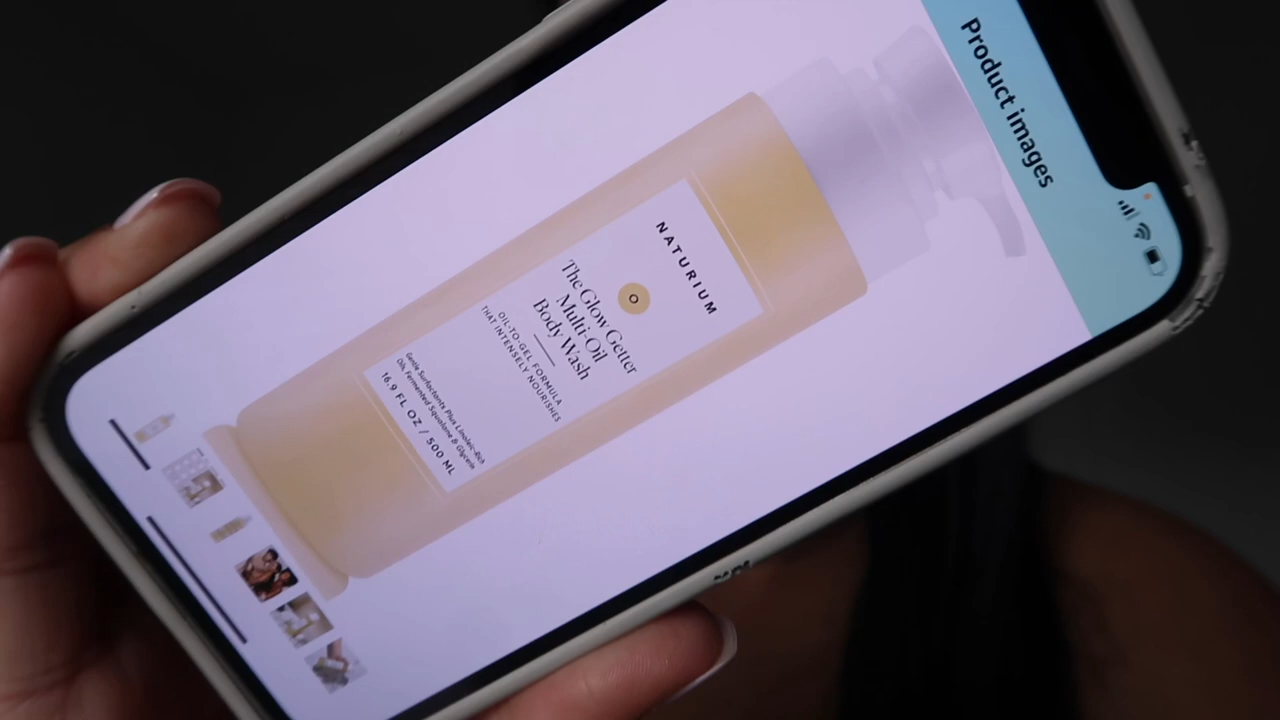 Product images
NATURIUM
O
The Glow Getter
Multi-Oil
Body Wash
OIL-TO-GEL FORMULA
THAT INTENSELY NOURISHES
Gentle Surfactants Plus Linoleic-Rich
Oils, Fermented Squalane & Glycerin
16.9 FL OZ / 500 ML